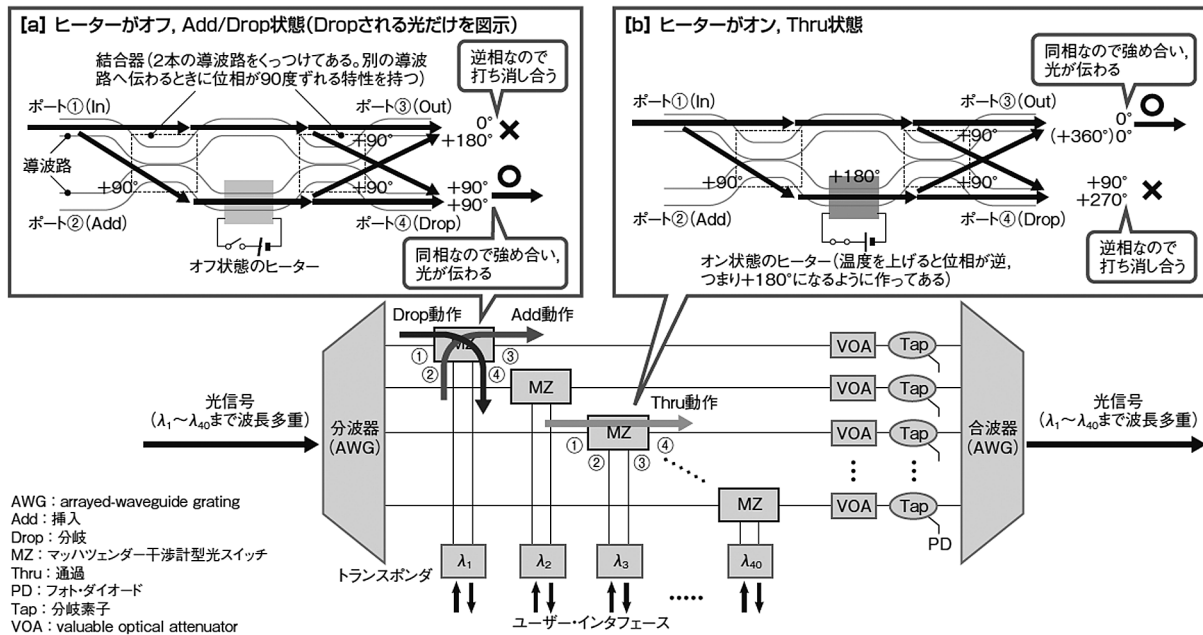 [a] ヒーターがオフ, Add/Drop状態(Dropされる光だけを図示)
結合器(2本の導波路をくっつけてある。別の導波
路へ伝わるときに位相が90度ずれる特性を持つ)
逆相なので
打ち消し合う
ポート①(In)
ポート③(Out)
0°
+180°
+90°
導波路
+90°
+90°
+90°
+90°
ポート②(Add)
ポート④(Drop)
オフ状態のヒーター
同相なので強め合い,
光が伝わる
[b] ヒーターがオン, Thru状態
同相なので強め合い,
光が伝わる
ポート①(In)
ポート③(Out)
0°
(+360°)0°
+90°
+180°
+90°
+90°
+90°
+270°
ポート②(Add)
ポート④(Drop)
オン状態のヒーター(温度を上げると位相が逆,
つまり+180°になるように作ってある)
逆相なので
打ち消し合う
Drop動作
Add動作
MZ
①
③
②
④
MZ
Thru動作
MZ
①
④
②
③
MZ
VOA
Tap
VOA
Tap
VOA
Tap
VOA
Tap
PD
光信号
(λ1〜λ40まで波長多重)
分波器
(AWG)
合波器
(AWG)
光信号
(λ1〜λ40まで波長多重)
AWG：arrayed-waveguide grating
Add：挿入
Drop：分岐
MZ：マッハツェンダー干渉計型光スイッチ
Thru：通過
PD：フォト・ダイオード
Tap：分岐素子
VOA：valuable optical attenuator
トランスポンダ
λ1
λ2
λ3
λ40
ユーザー・インタフェース